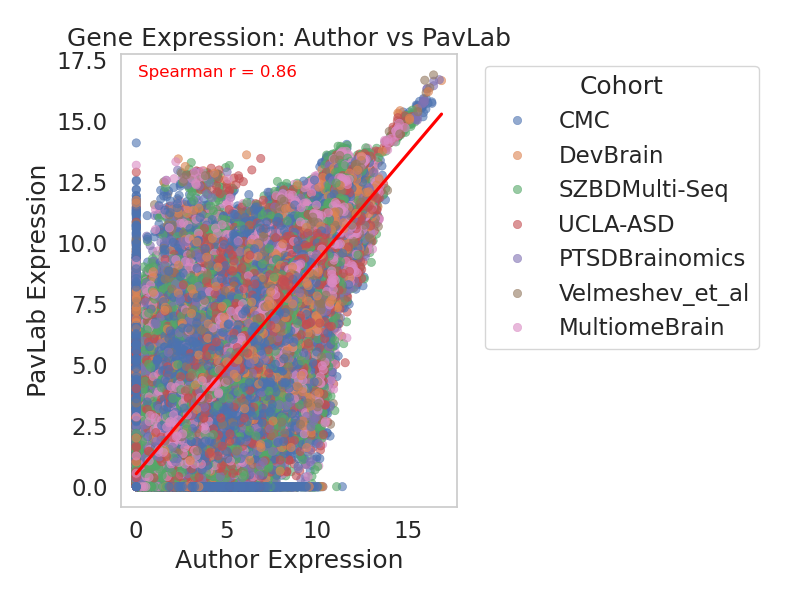 Gene Expression: Author vs PavLab
Spearman r = 0.86
17.5
15.0
12.5
10.0
7.5
5.0
2.5
0.0
PavLab Expression
0 5 10 15
Author Expression
Cohort
CMC
DevBrain
SZBDMulti-Seq
UCLA-ASD
PTSDBrainomics
Velmeshev_et_al
MultiomeBrain